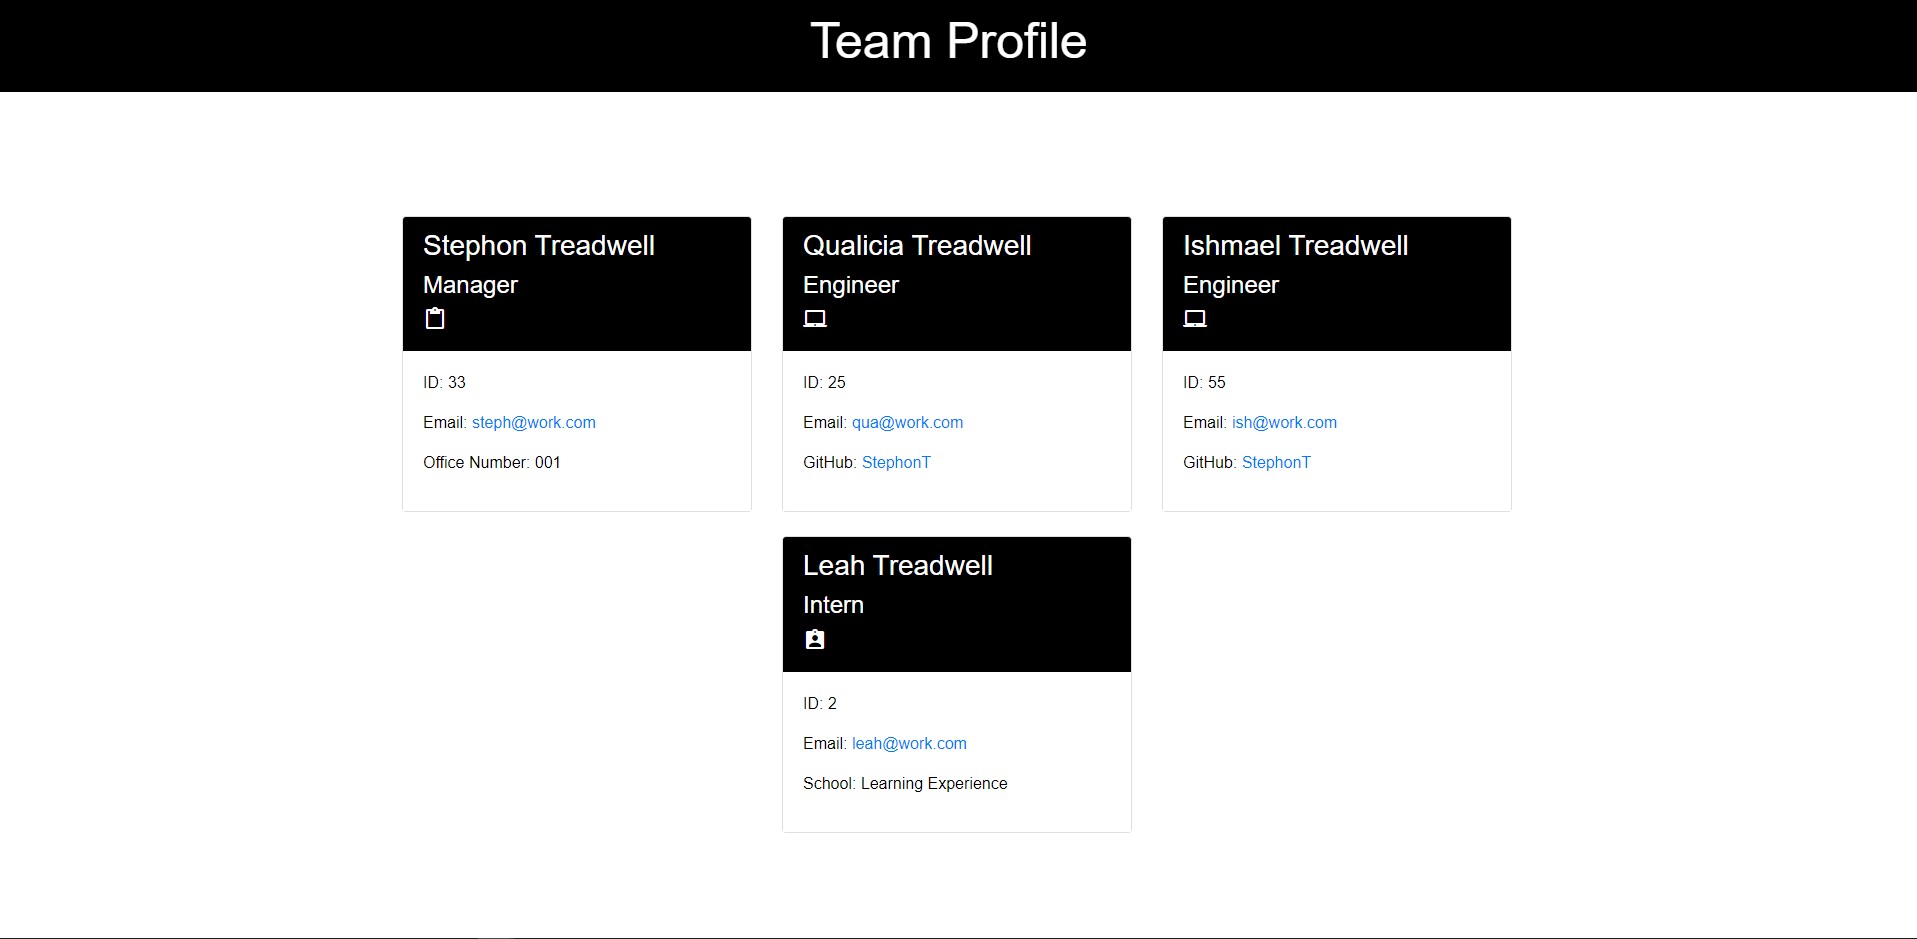 Team Profile
Stephon Treadwell
Manager
ID: 33
Email: steph@work.com
Office Number: 001
Qualicia Treadwell
Engineer
ID: 25
Email: qua@work.com
GitHub: StephonT
Ishmael Treadwell
Engineer
ID: 55
Email: ish@work.com
GitHub: StephonT
Leah Treadwell
Intern
ID: 2
Email: leah@work.com
School: Learning Experience